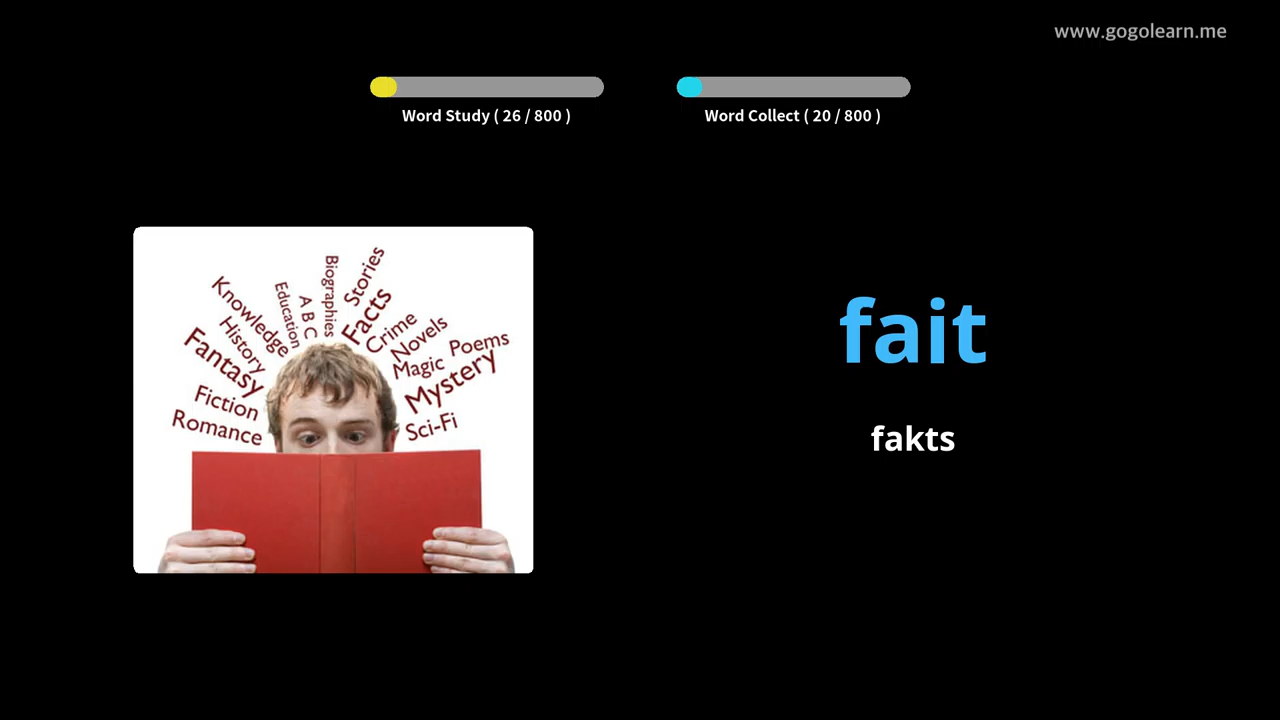 www.gogolearn.me
Word Study ( 26 / 800 )
Word Collect ( 20 / 800 )
Knowledge
History
Fantasy
Fiction
Romance
Education
A B C
Biographies
Stories
Facts
Crime
Novels
Magic
Poems
Mystery
Sci-Fi
fait
fakts